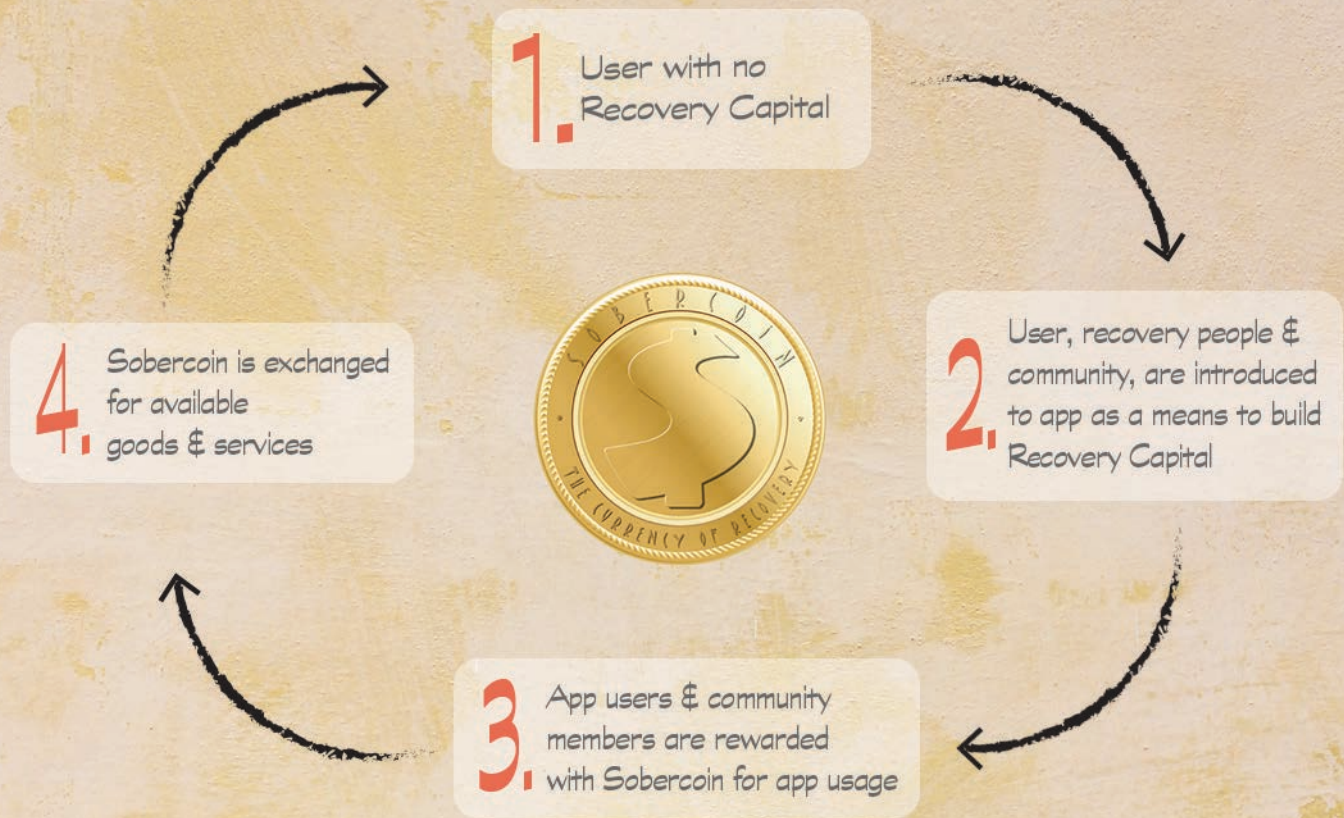 1. User with no
Recovery Capital
2. User, recovery people &
community, are introduced
to app as a means to build
Recovery Capital
3. App users & community
members are rewarded
with Sobercoin for app usage
4. Sobercoin is exchanged
for available
goods & services
SOBERCOIN
THE CURRENCY OF RECOVERY